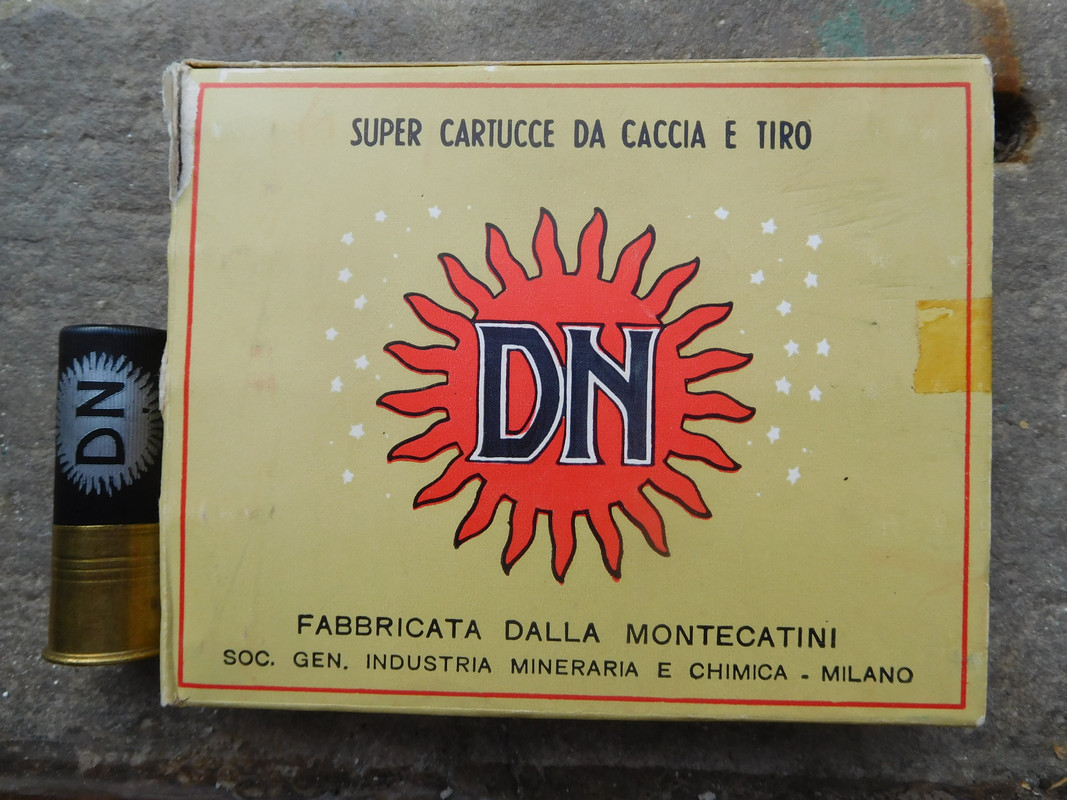 SUPER CARTUCCE DA CACCIA E TIRO
DN
DN
FABBRICATA DALLA MONTECATINI
SOC. GEN. INDUSTRIA MINERARIA E CHIMICA - MILANO